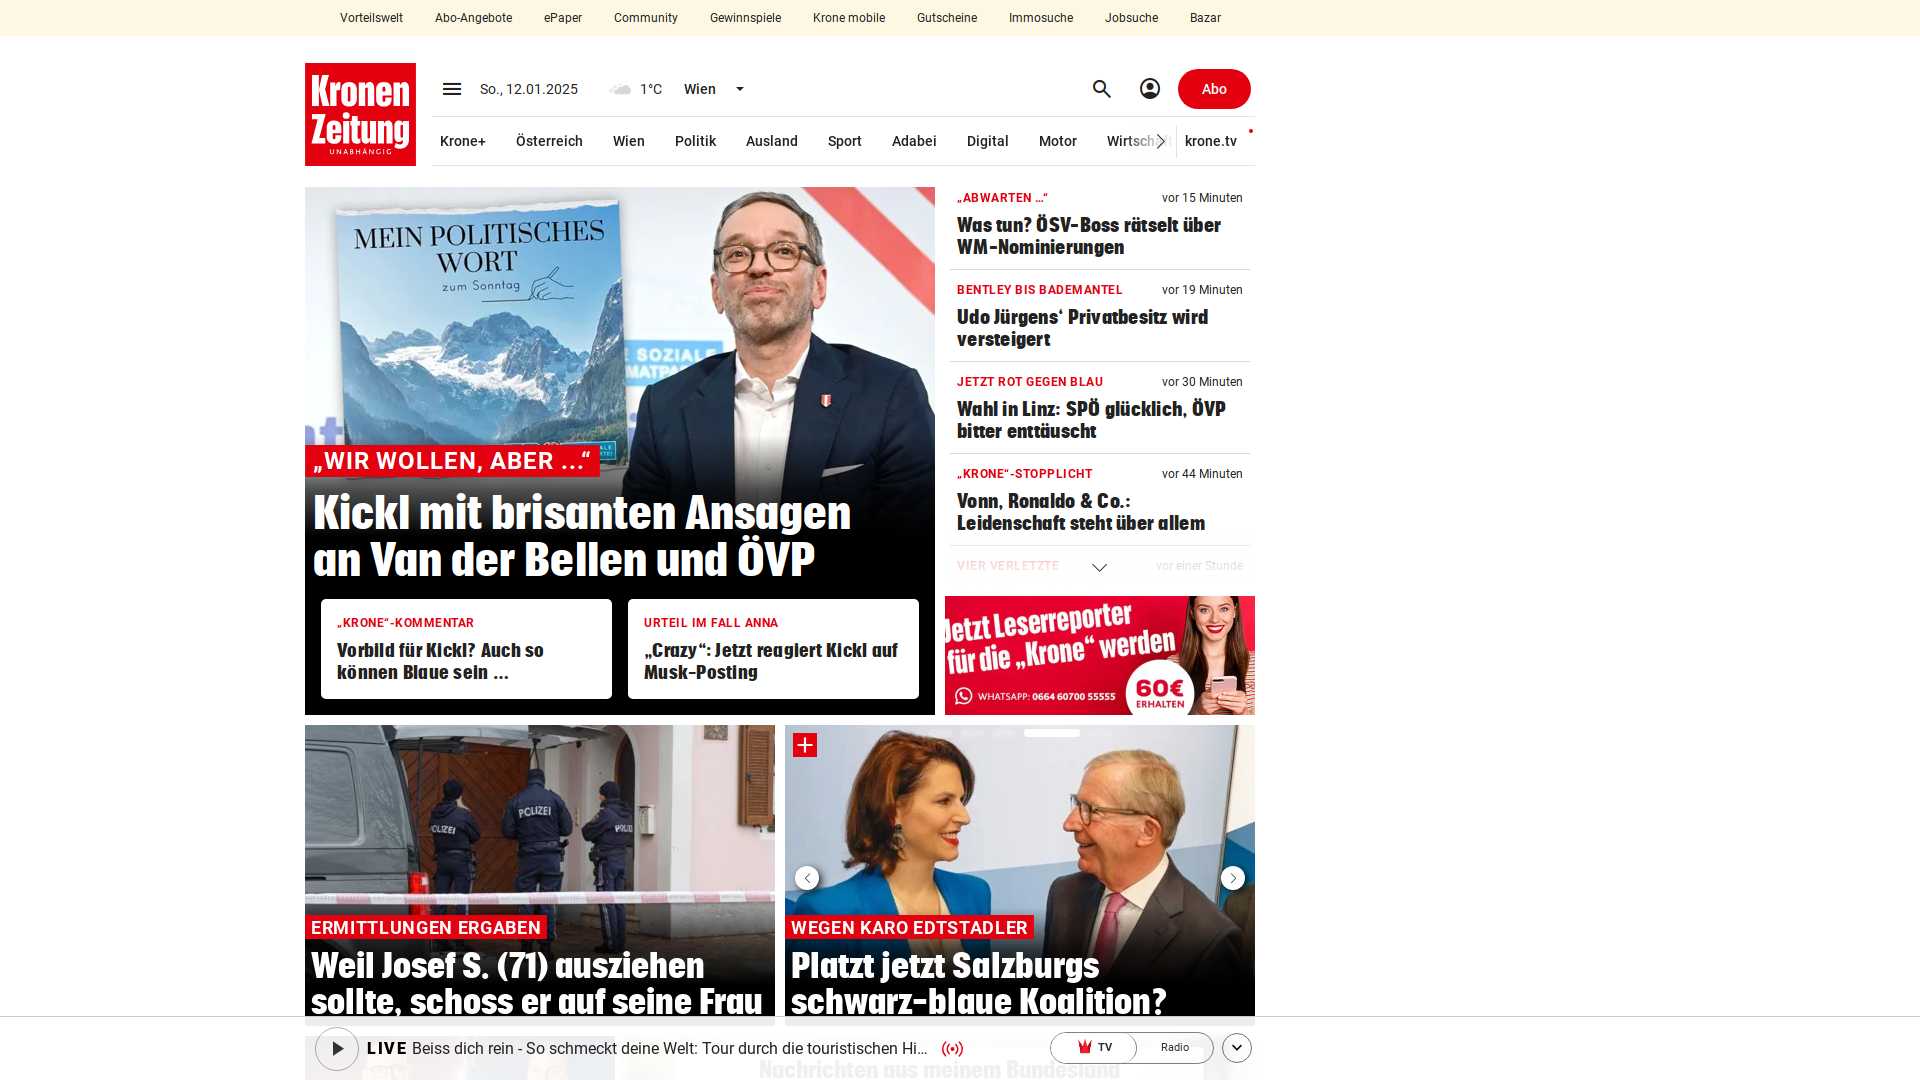 Vorteilswelt Abo-Angebote ePaper Community Gewinnspiele Krone mobile Gutscheine Immosuche Jobsuche Bazar
Kronen
Zeitung
UNABHÄNGIG
So., 12.01.2025 1°C Wien
Abo
Krone+ Österreich Wien Politik Ausland Sport Adabei Digital Motor Wirtschaft krone.tv
MEIN POLITISCHES
WORT
zum Sonntag
E SOZIALE
„WIR WOLLEN, ABER ...“
Kickl mit brisanten Ansagen
an Van der Bellen und ÖVP
„KRONE“-KOMMENTAR
Vorbild für Kickl? Auch so
können Blaue sein ...
URTEIL IM FALL ANNA
„Crazy“: Jetzt reagiert Kickl auf
Musk-Posting
„ABWARTEN ...“ vor 15 Minuten
Was tun? ÖSV-Boss rätselt über
WM-Nominierungen
BENTLEY BIS BADEMANTEL vor 19 Minuten
Udo Jürgens‘ Privatbesitz wird
versteigert
JETZT ROT GEGEN BLAU vor 30 Minuten
Wahl in Linz: SPÖ glücklich, ÖVP
bitter enttäuscht
„KRONE“-STOPPLICHT vor 44 Minuten
Vonn, Ronaldo & Co.:
Leidenschaft steht über allem
VIER VERLETZTE vor einer Stunde
Jetzt Leserreporter
für die „Krone“ werden
WHATSAPP: 0664 60700 55555
60€
ERHALTEN
POLIZEI
POLIZEI
ERMITTLUNGEN ERGABEN
Weil Josef S. (71) ausziehen
sollte, schoss er auf seine Frau
WEGEN KARO EDTSTADLER
Platzt jetzt Salzburgs
schwarz-blaue Koalition?
LIVE Beiss dich rein - So schmeckt deine Welt: Tour durch die touristischen Hi...
TV Radio
Nachrichten aus meinem Bundesland